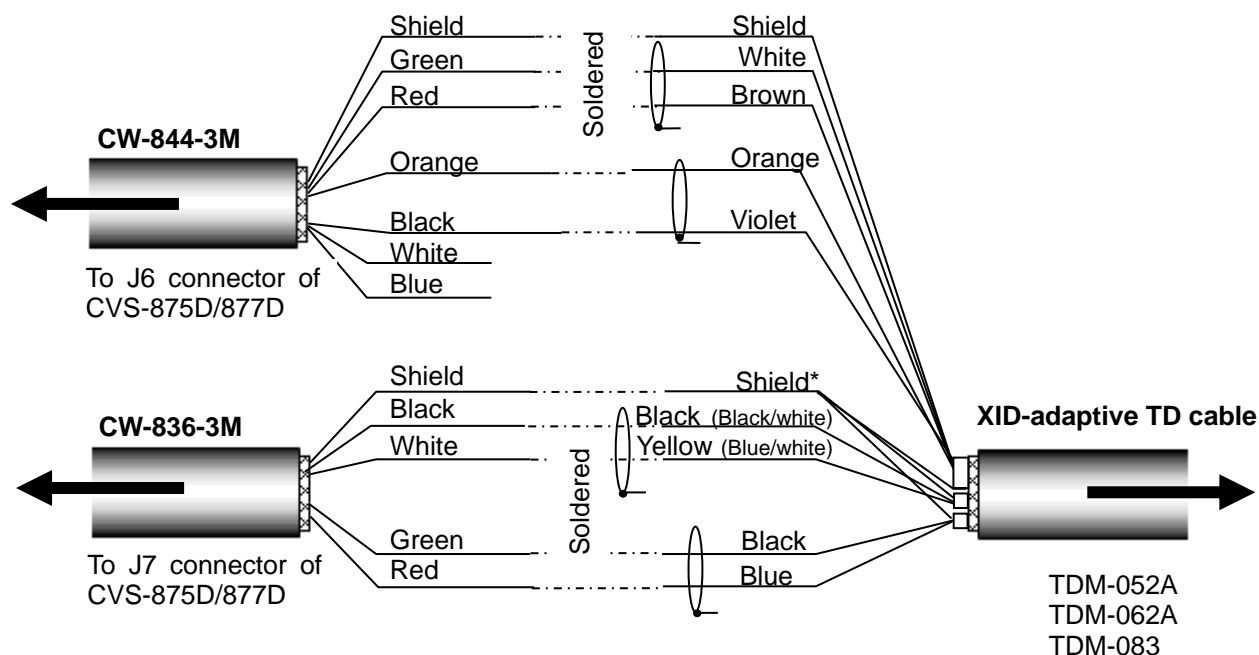 Shield Shield
Green White
Red Brown
Soldered
CW-844-3M
Orange Orange
Black Violet
White
Blue
To J6 connector of
CVS-875D/877D
Shield Shield*
Black Black (Black/white)
CW-836-3M
XID-adaptive TD cable
White Yellow (Blue/white)
Soldered
Green Black
Red Blue
To J7 connector of
CVS-875D/877D
TDM-052A
TDM-062A
TDM-083